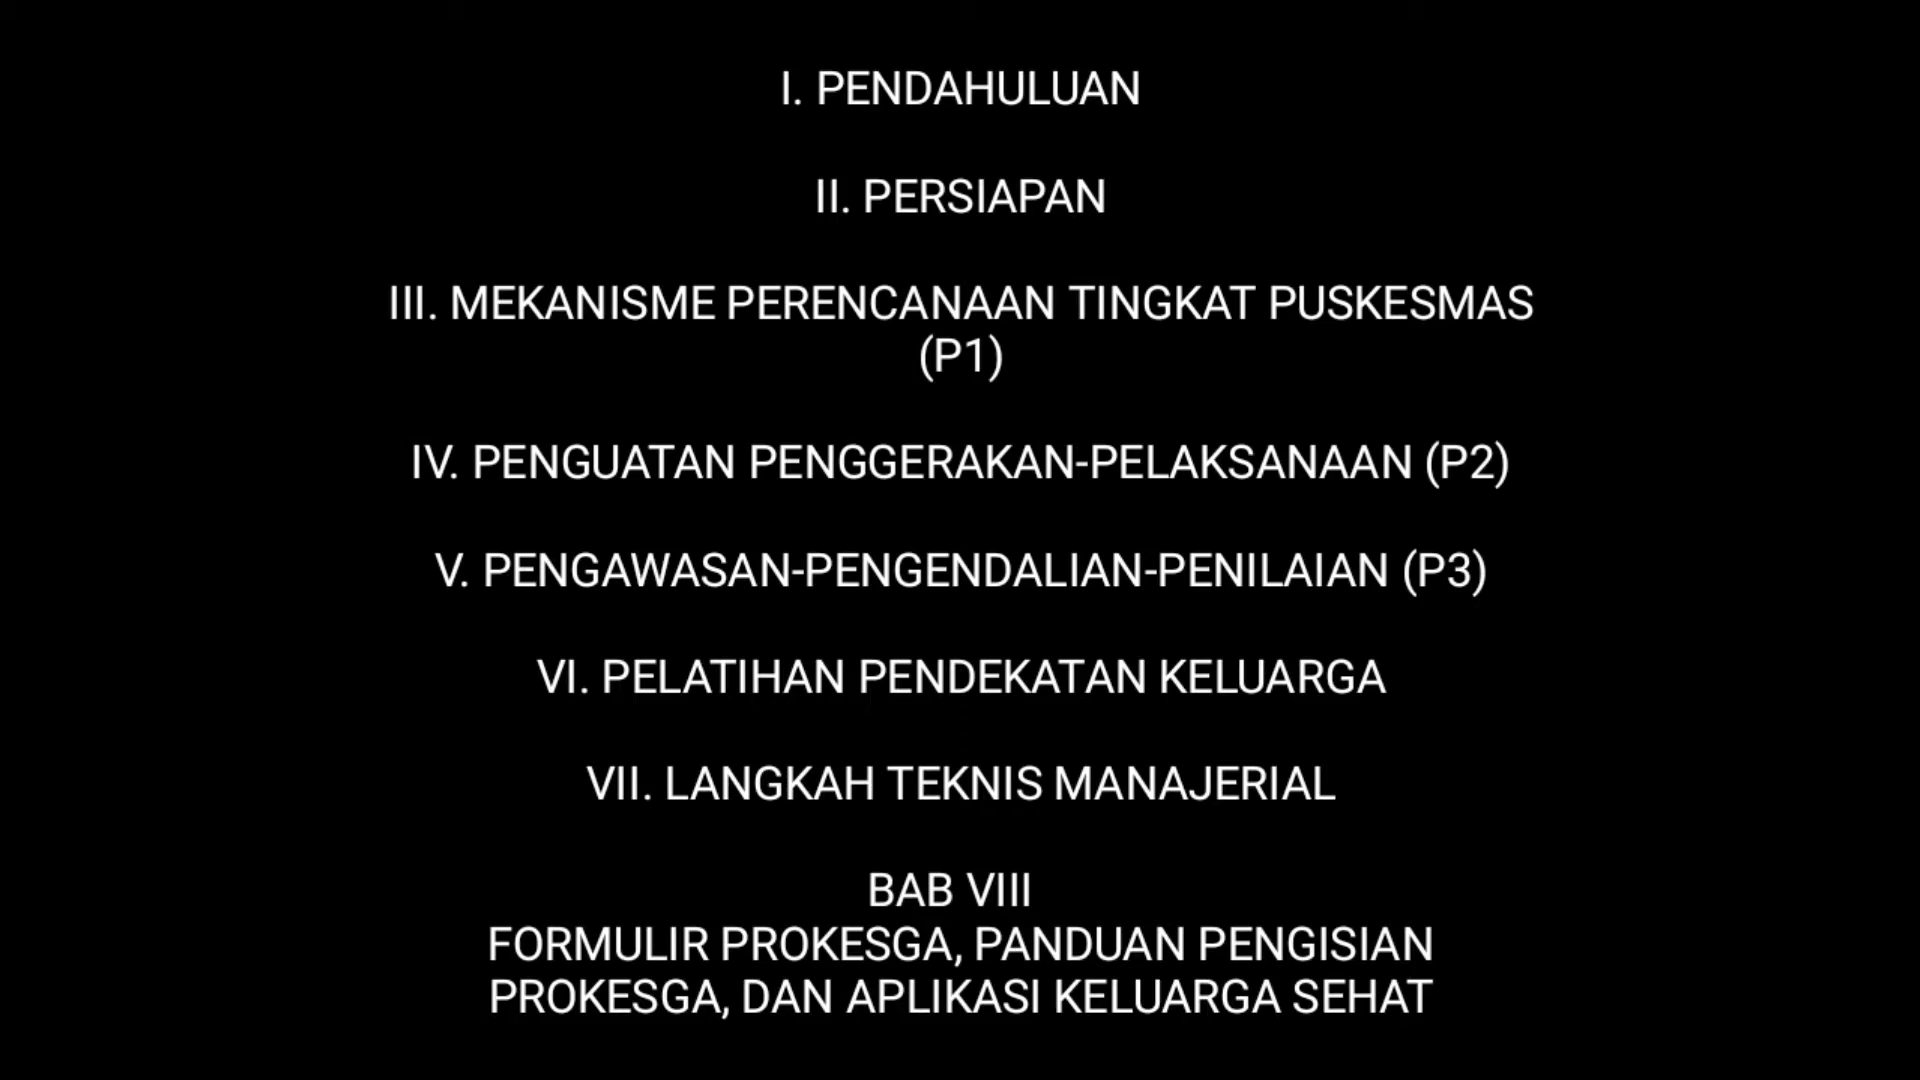 I. PENDAHULUAN
II. PERSIAPAN
III. MEKANISME PERENCANAAN TINGKAT PUSKESMAS
(P1)
IV. PENGUATAN PENGGERAKAN-PELAKSANAAN (P2)
V. PENGAWASAN-PENGENDALIAN-PENILAIAN (P3)
VI. PELATIHAN PENDEKATAN KELUARGA
VII. LANGKAH TEKNIS MANAJERIAL
BAB VIII
FORMULIR PROKESGA, PANDUAN PENGISIAN
PROKESGA, DAN APLIKASI KELUARGA SEHAT